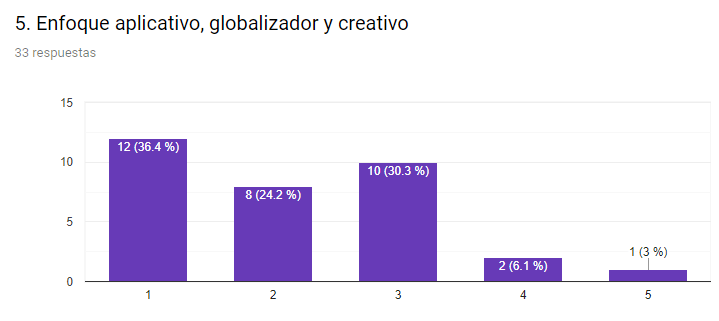 5. Enfoque aplicativo, globalizador y creativo
33 respuestas
15
10
5
0
12 (36.4 %)
8 (24.2 %)
10 (30.3 %)
2 (6.1 %)
1 (3 %)
1 2 3 4 5